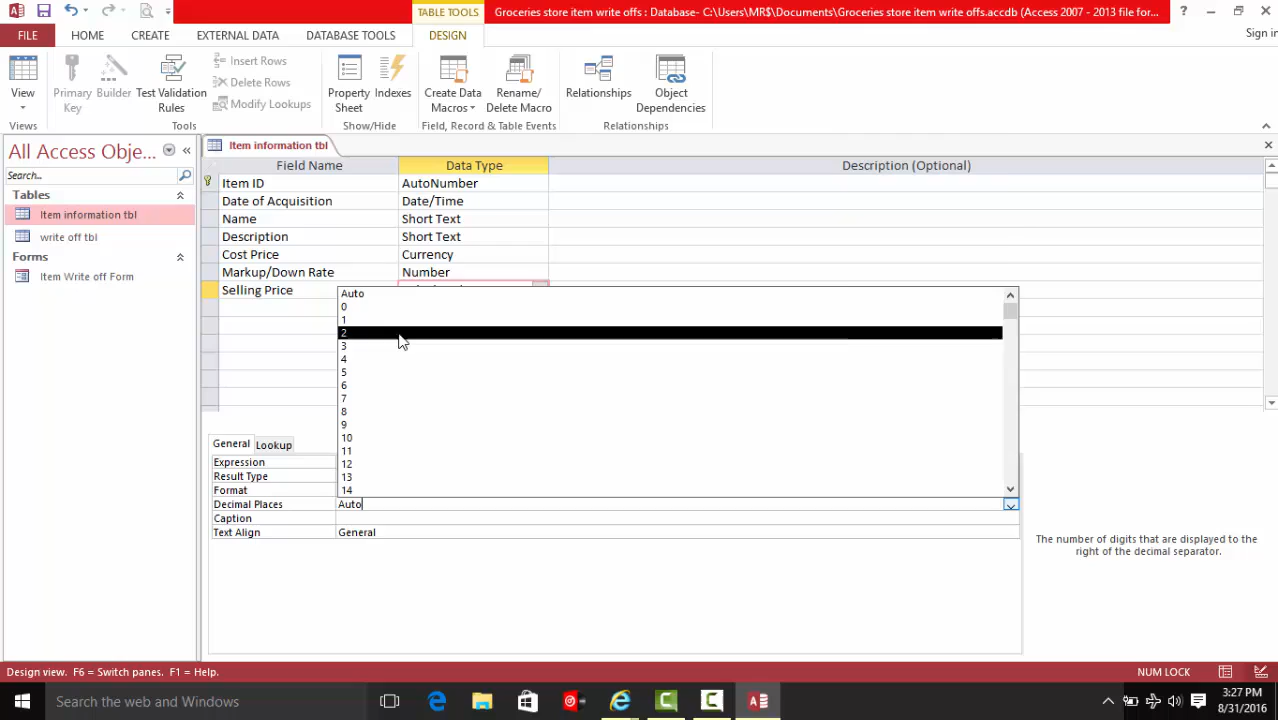 TABLE TOOLS
Groceries store item write offs : Database- C:\Users\MR$\Documents\Groceries store item write offs.accdb (Access 2007 - 2013 file for...
?
FILE HOME CREATE EXTERNAL DATA DATABASE TOOLS DESIGN
Sign in
View
Primary Key
Builder
Test Validation Rules
Insert Rows
Delete Rows
Modify Lookups
Property Sheet
Indexes
Create Data Macros
Rename/ Delete Macro
Relationships
Object Dependencies
Views Tools Show/Hide Field, Record & Table Events Relationships
All Access Obje...
Search...
Tables
Item information tbl
write off tbl
Forms
Item Write off Form
Item information tbl
Field Name Data Type Description (Optional)
Item ID AutoNumber
Date of Acquisition Date/Time
Name Short Text
Description Short Text
Cost Price Currency
Markup/Down Rate Number
Selling Price
Auto
0
1
2
3
4
5
6
7
8
9
10
11
12
13
14
General Lookup
Expression
Result Type
Format
Decimal Places Auto
Caption
Text Align General
The number of digits that are displayed to the
right of the decimal separator.
Design view. F6 = Switch panes. F1 = Help.
NUM LOCK
Search the web and Windows
3:27 PM
8/31/2016